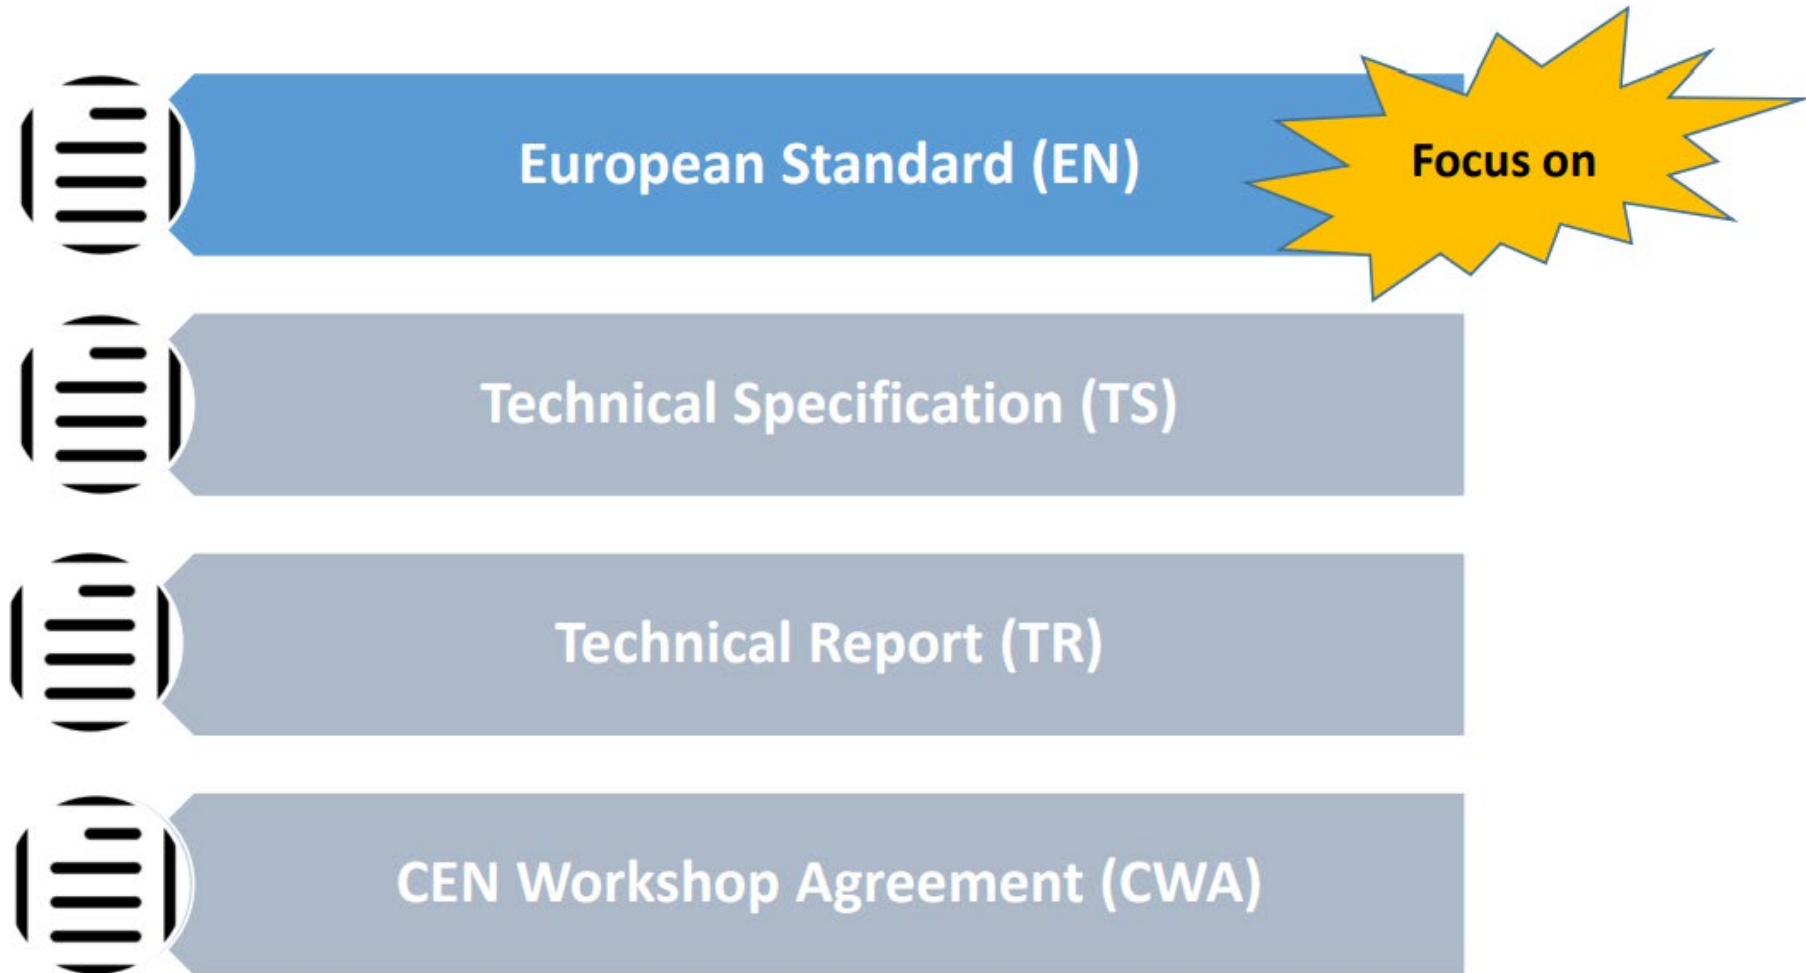 European Standard (EN)
Focus on
Technical Specification (TS)
Technical Report (TR)
CEN Workshop Agreement (CWA)